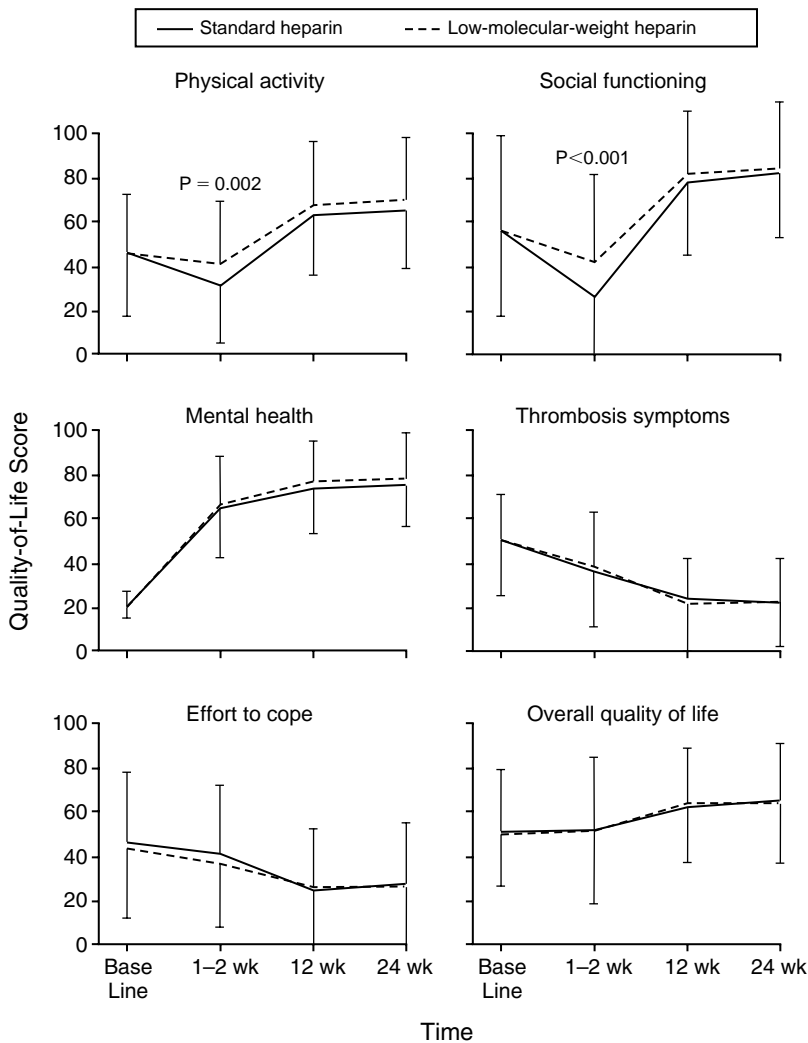 Standard heparin Low-molecular-weight heparin
Physical activity
Social functioning
100
80
60
40
20
0
P = 0.002
P<0.001
Mental health
Thrombosis symptoms
100
80
60
40
20
0
Quality-of-Life Score
Effort to cope
Overall quality of life
100
80
60
40
20
0
Base
Line
1–2 wk
12 wk
24 wk
Base
Line
1–2 wk
12 wk
24 wk
Time